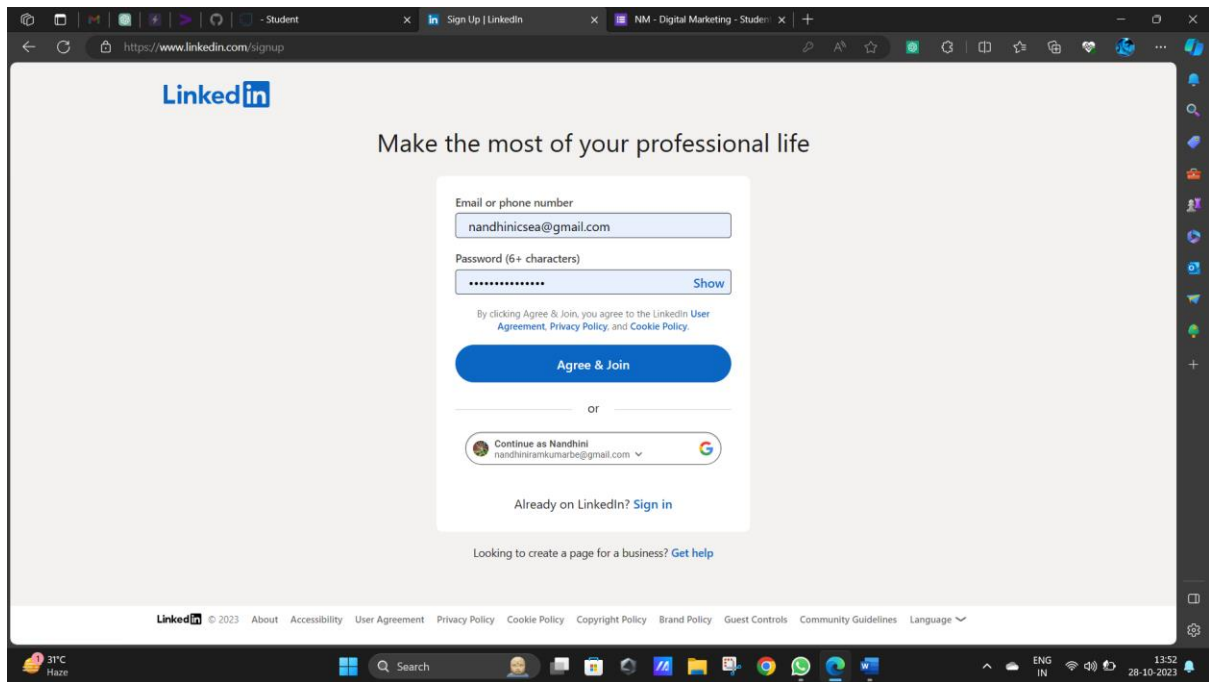 - Student
Sign Up | LinkedIn
NM - Digital Marketing - Studen
https://www.linkedin.com/signup
Linked in
Make the most of your professional life
Email or phone number
nandhinicsea@gmail.com
Password (6+ characters)
•••••••••••••••
Show
By clicking Agree & Join, you agree to the LinkedIn User
Agreement, Privacy Policy, and Cookie Policy.
Agree & Join
or
Continue as Nandhini
nandhiniramkumarbe@gmail.com
Already on LinkedIn? Sign in
Looking to create a page for a business? Get help
Linked in © 2023 About Accessibility User Agreement Privacy Policy Cookie Policy Copyright Policy Brand Policy Guest Controls Community Guidelines Language
31°C
Haze
Search
ENG
IN
13:52
28-10-2023